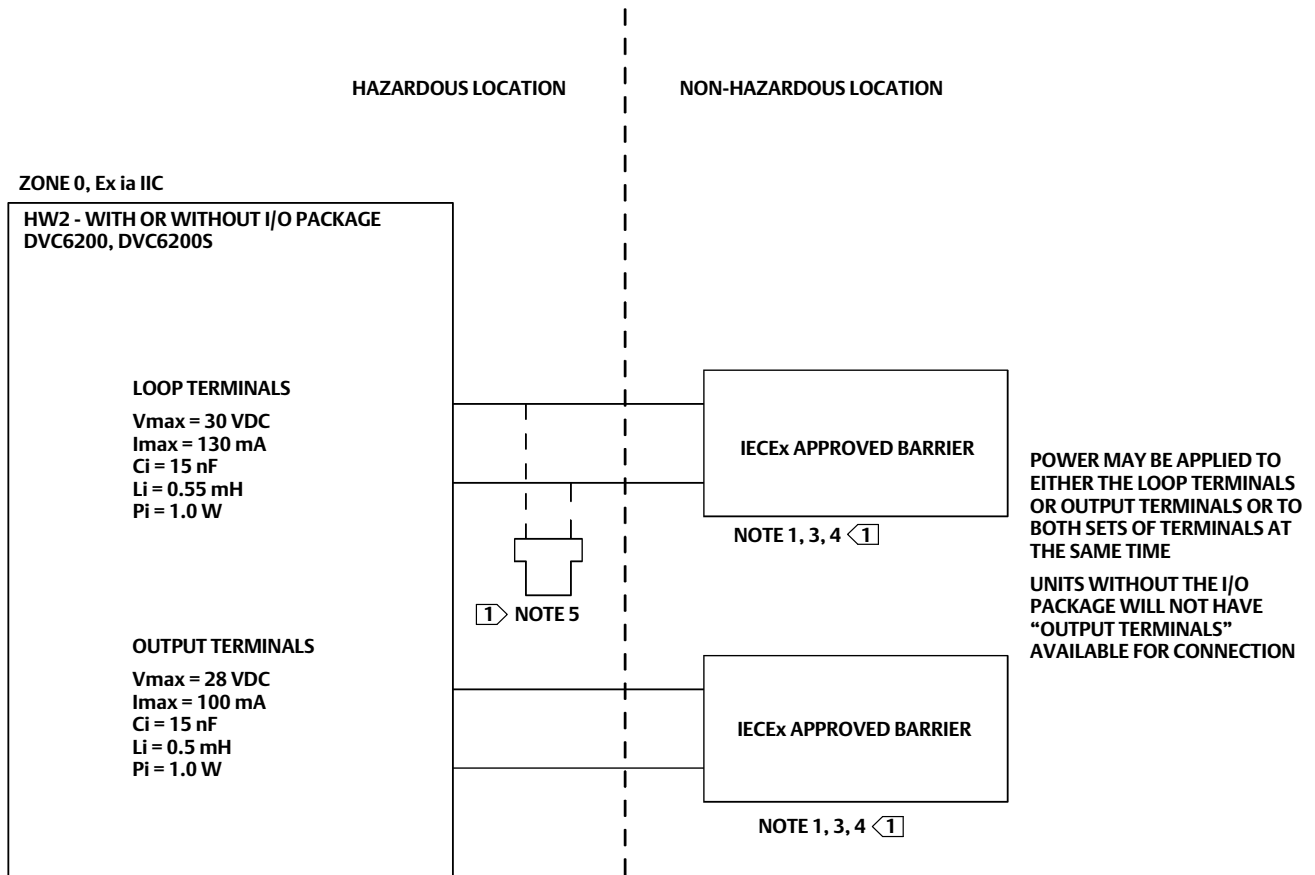 HAZARDOUS LOCATION
NON-HAZARDOUS LOCATION
ZONE 0, Ex ia IIC
HW2 - WITH OR WITHOUT I/O PACKAGE
DVC6200, DVC6200S
LOOP TERMINALS
Vmax = 30 VDC
Imax = 130 mA
Ci = 15 nF
Li = 0.55 mH
Pi = 1.0 W
IECEx APPROVED BARRIER
NOTE 1, 3, 4 1
1 NOTE 5
POWER MAY BE APPLIED TO
EITHER THE LOOP TERMINALS
OR OUTPUT TERMINALS OR TO
BOTH SETS OF TERMINALS AT
THE SAME TIME
UNITS WITHOUT THE I/O
PACKAGE WILL NOT HAVE
“OUTPUT TERMINALS”
AVAILABLE FOR CONNECTION
OUTPUT TERMINALS
Vmax = 28 VDC
Imax = 100 mA
Ci = 15 nF
Li = 0.5 mH
Pi = 1.0 W
IECEx APPROVED BARRIER
NOTE 1, 3, 4 1